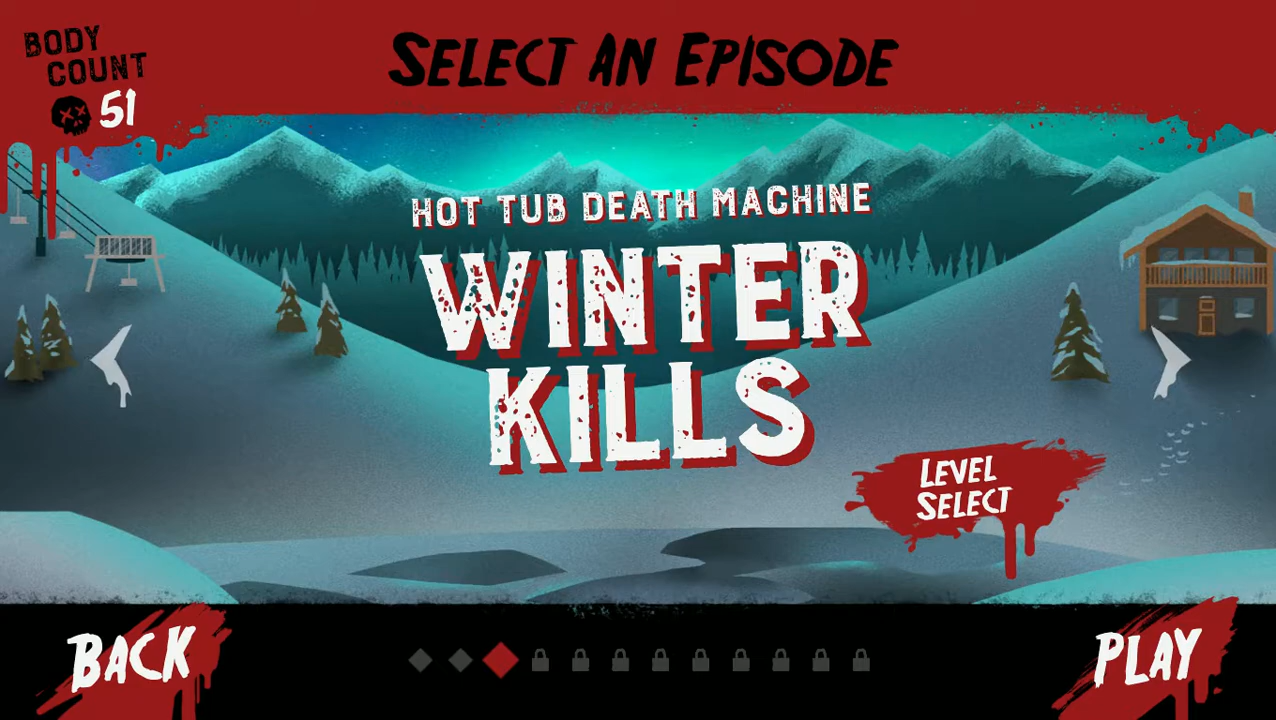 BODY
COUNT
51
SELECT AN EPISODE
HOT TUB DEATH MACHINE
WINTER
KILLS
LEVEL
SELECT
BACK
PLAY